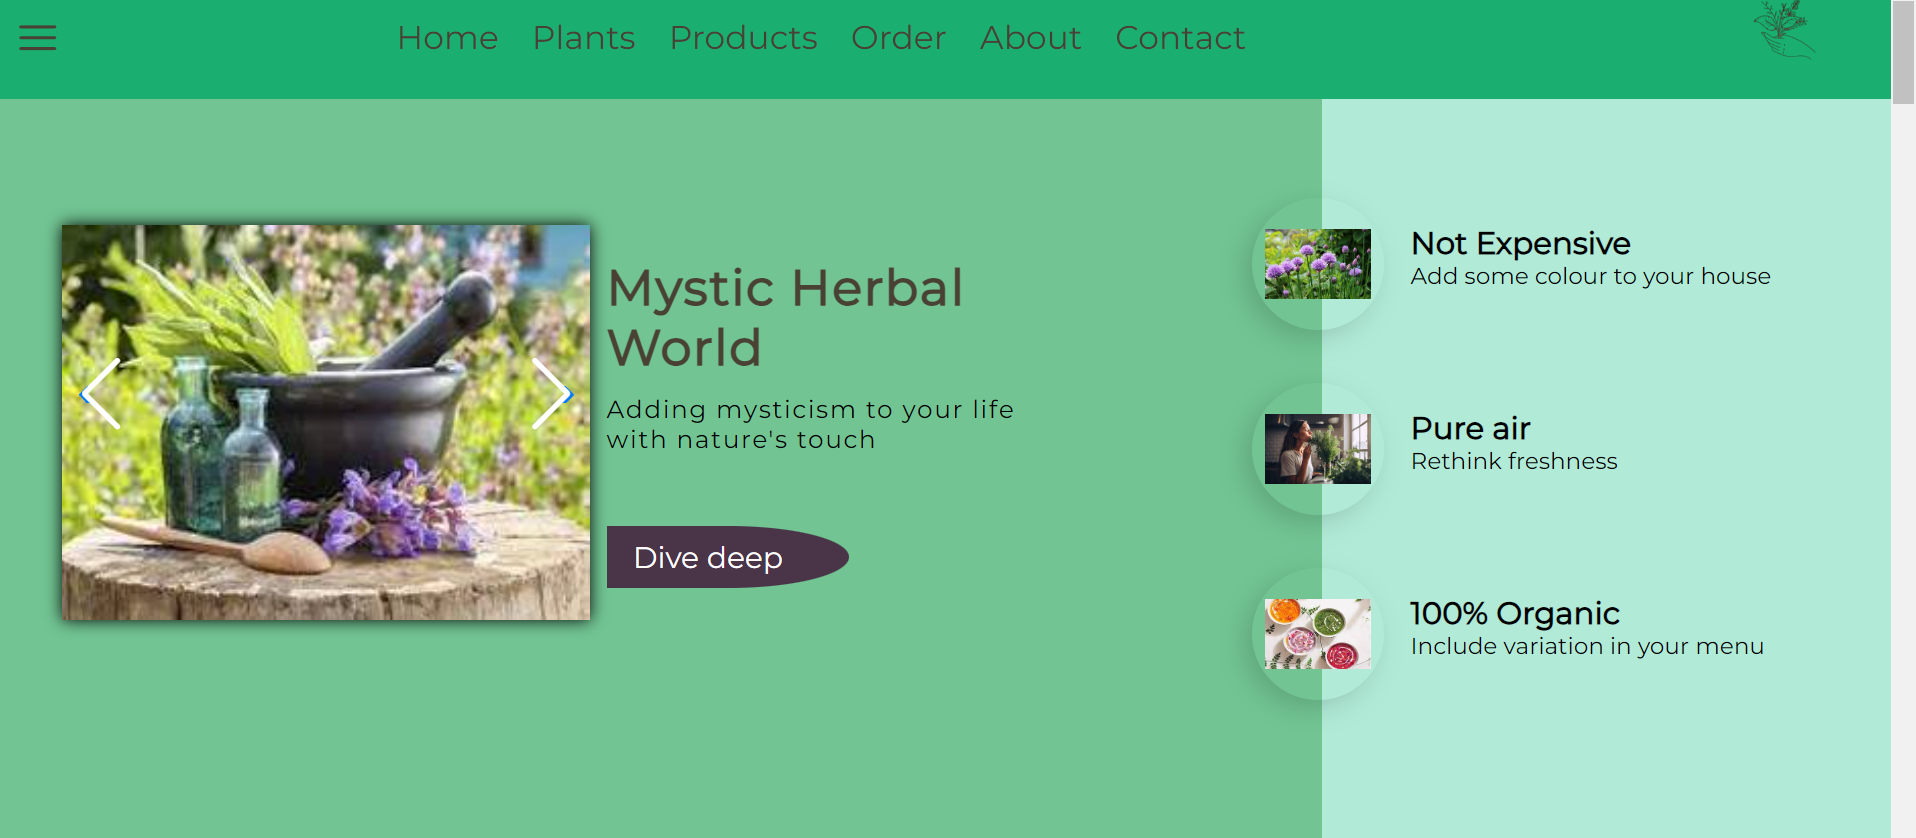 Home Plants Products Order About Contact
Mystic Herbal
World
Adding mysticism to your life
with nature's touch
Dive deep
Not Expensive
Add some colour to your house
Pure air
Rethink freshness
100% Organic
Include variation in your menu